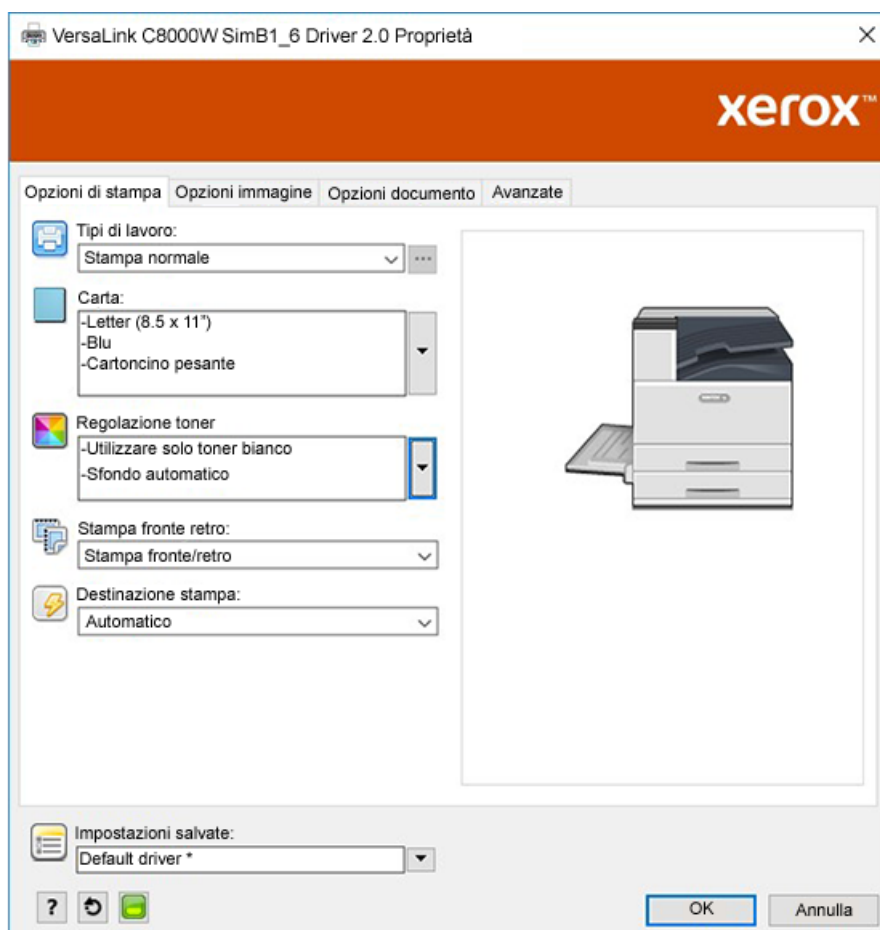 VersaLink C8000W SimB1_6 Driver 2.0 Proprietà
xerox™
Opzioni di stampa
Opzioni immagine
Opzioni documento
Avanzate
Tipi di lavoro:
Stampa normale
Carta:
-Letter (8.5 x 11”)
-Blu
-Cartoncino pesante
Regolazione toner
-Utilizzare solo toner bianco
-Sfondo automatico
Stampa fronte retro:
Stampa fronte/retro
Destinazione stampa:
Automatico
Impostazioni salvate:
Default driver *
?
OK
Annulla